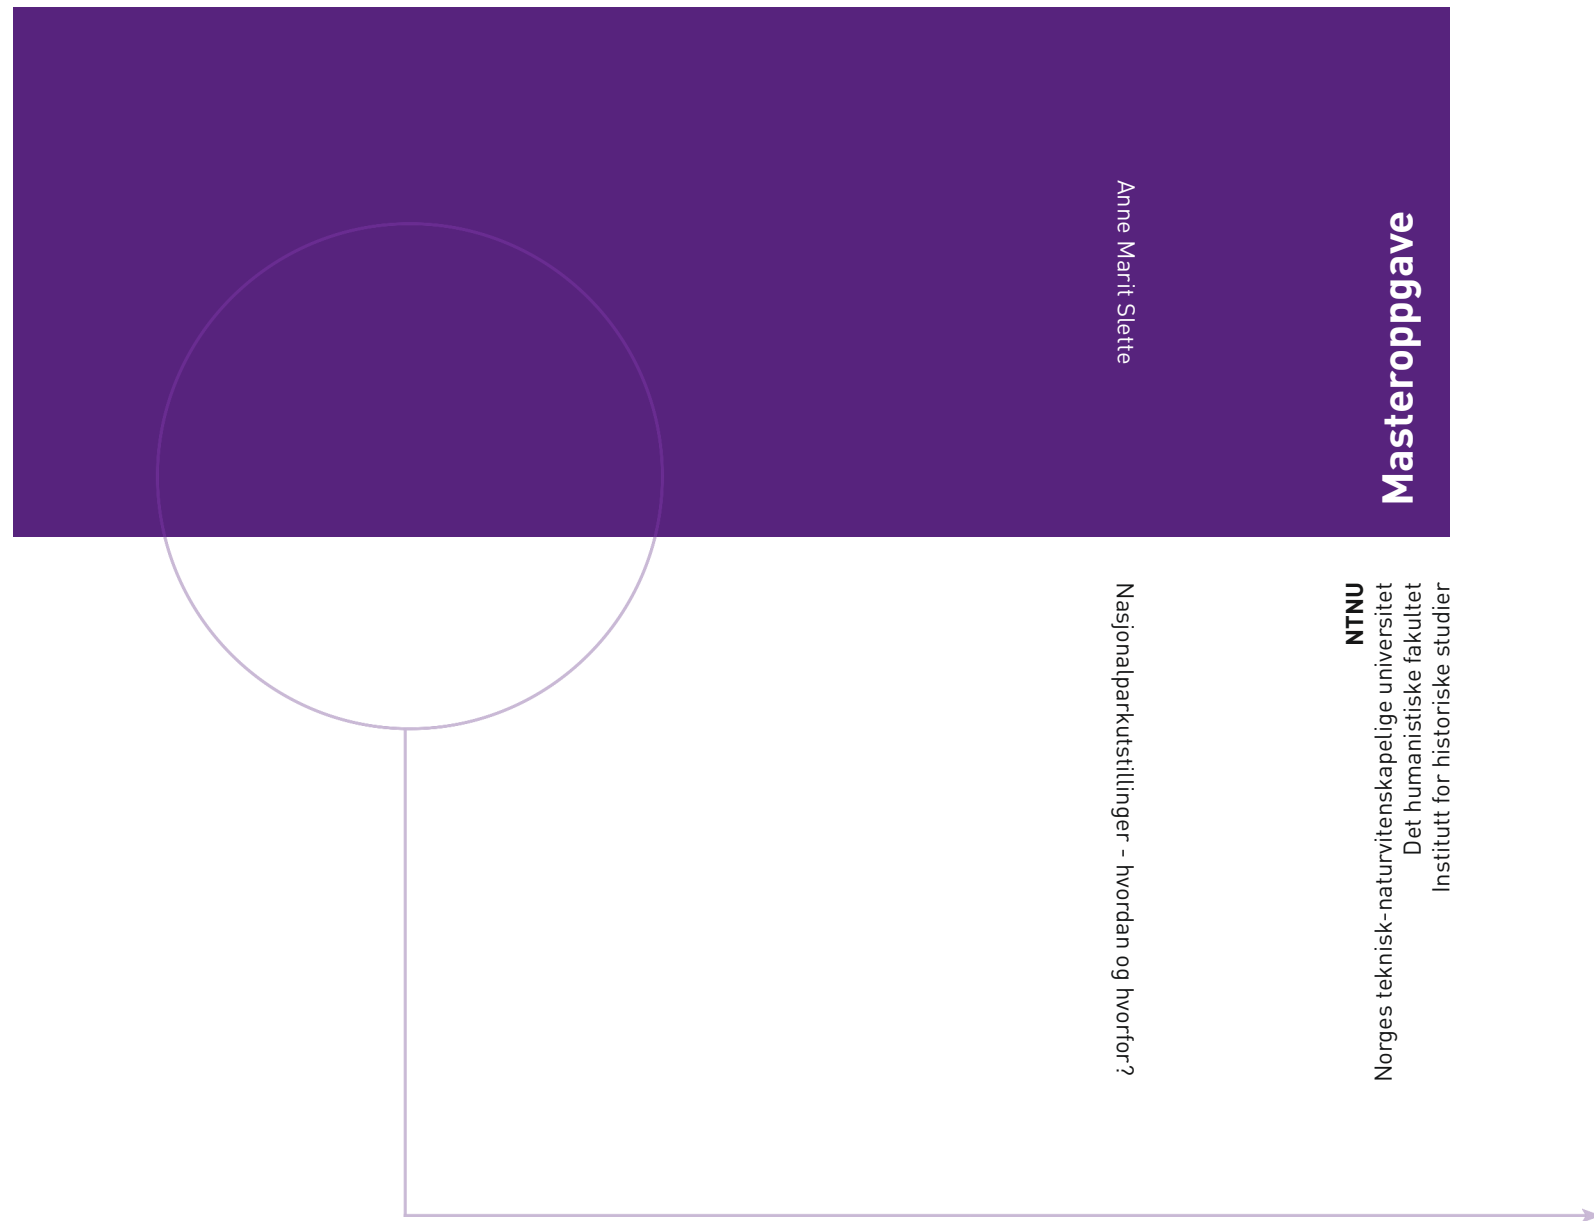 Anne Marit Slette
Nasjonalparkutstillinger - hvordan og hvorfor?
Masteroppgave
NTNU
Norges teknisk-naturvitenskapelige universitet
Det humanistiske fakultet
Institutt for historiske studier